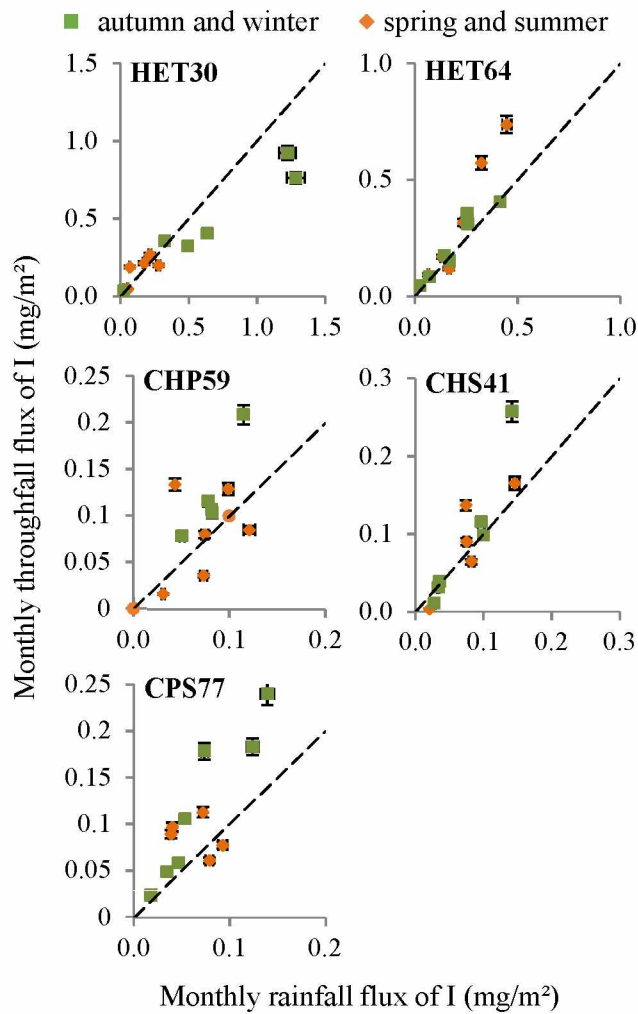 autumn and winter spring and summer
HET30
1.5
1.0
0.5
0.0
0.0 0.5 1.0 1.5
HET64
1.0
0.5
0.0
0.0 0.5 1.0
CHP59
0.25
0.2
0.15
0.1
0.05
0
0.0 0.1 0.2
CHS41
0.3
0.2
0.1
0.0
0.0 0.1 0.2 0.3
CPS77
0.25
0.2
0.15
0.1
0.05
0
0.0 0.1 0.2
Monthly throughfall flux of I (mg/m²)
Monthly rainfall flux of I (mg/m²)